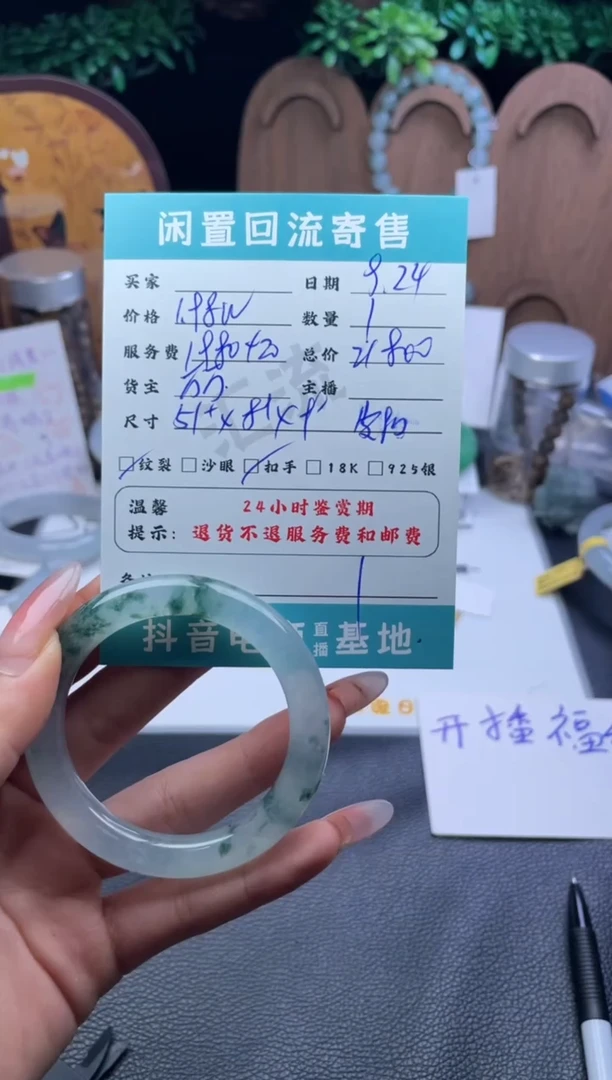 闲置回流寄售
买家 日期 9.24
价格 1.98W 数量 1
服务费 1980+20 总价 21800
货主 主播
尺寸
纹裂 沙眼 扣手 18K 925银
温馨 24小时鉴赏期
提示: 退货不退服务费和邮费
抖音电 直播 基地
开播福